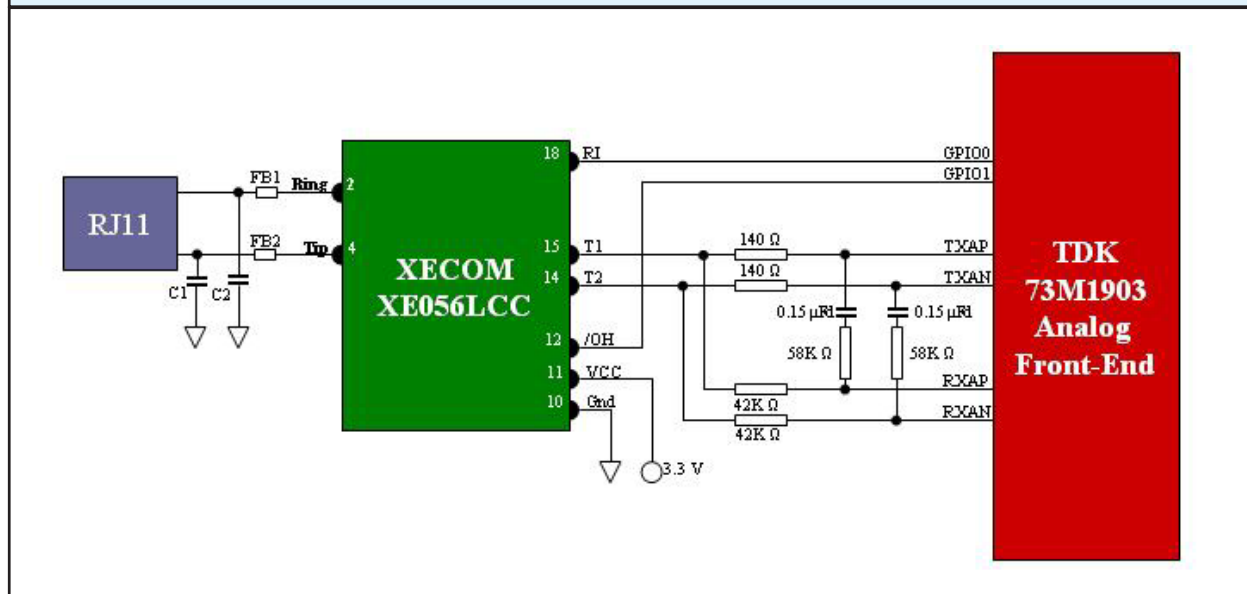 18 RI
GPIO0
GPIO1
FB1
Ring
2
RJ11
FB2
Tip
4
C1
C2
XECOM
XE056LCC
15 T1
14 T2
140 Ω
140 Ω
TXAP
TXAN
0.15 µFd
0.15 µFd
58K Ω
58K Ω
12 /OH
11 VCC
10 Gnd
42K Ω
42K Ω
RXAP
RXAN
3.3 V
TDK
73M1903
Analog
Front-End